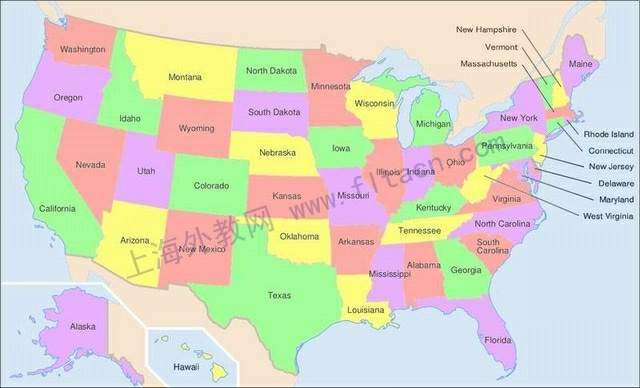 New Hampshire
Vermont
Massachusetts
Washington
Montana
North Dakota
Minnesota
Maine
Oregon
Idaho
Wyoming
South Dakota
Wisconsin
Michigan
New York
Rhode Island
Connecticut
New Jersey
Delaware
Maryland
West Virginia
Nevada
Utah
Colorado
Nebraska
Iowa
Illinois
Indiana
Ohio
Pennsylvania
California
Kansas
Missouri
Kentucky
Virginia
Arizona
New Mexico
Oklahoma
Arkansas
Tennessee
North Carolina
South
Carolina
Texas
Louisiana
Mississippi
Alabama
Georgia
Florida
Alaska
Hawaii
上海外教网 www.fltacn.com